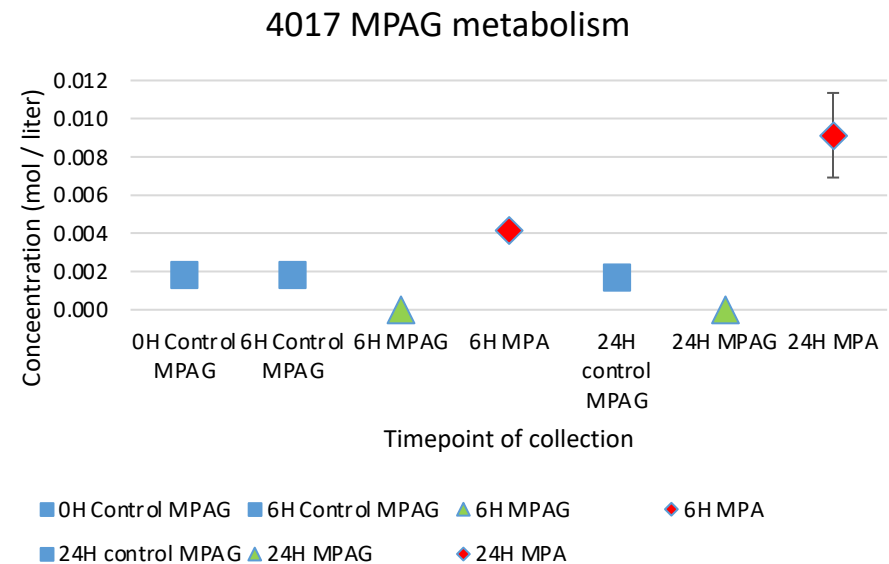 4017 MPAG metabolism
0.012
0.010
0.008
0.006
0.004
0.002
0.000
Conceentration (mol / liter)
0H Control MPAG
6H Control MPAG
6H MPAG
6H MPA
24H control MPAG
24H MPAG
24H MPA
Timepoint of collection
0H Control MPAG 6H Control MPAG 6H MPAG 6H MPA
24H control MPAG 24H MPAG 24H MPA